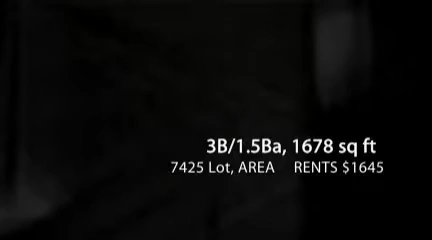 3B/1.5Ba, 1678 sq ft
7425 Lot, AREA RENTS $1645